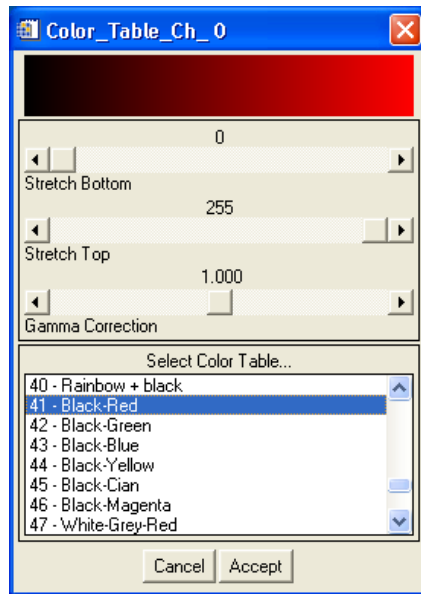 Color_Table_Ch_ 0
0
Stretch Bottom
255
Stretch Top
1.000
Gamma Correction
Select Color Table...
40 - Rainbow + black
41 - Black-Red
42 - Black-Green
43 - Black-Blue
44 - Black-Yellow
45 - Black-Cian
46 - Black-Magenta
47 - White-Grey-Red
Cancel Accept